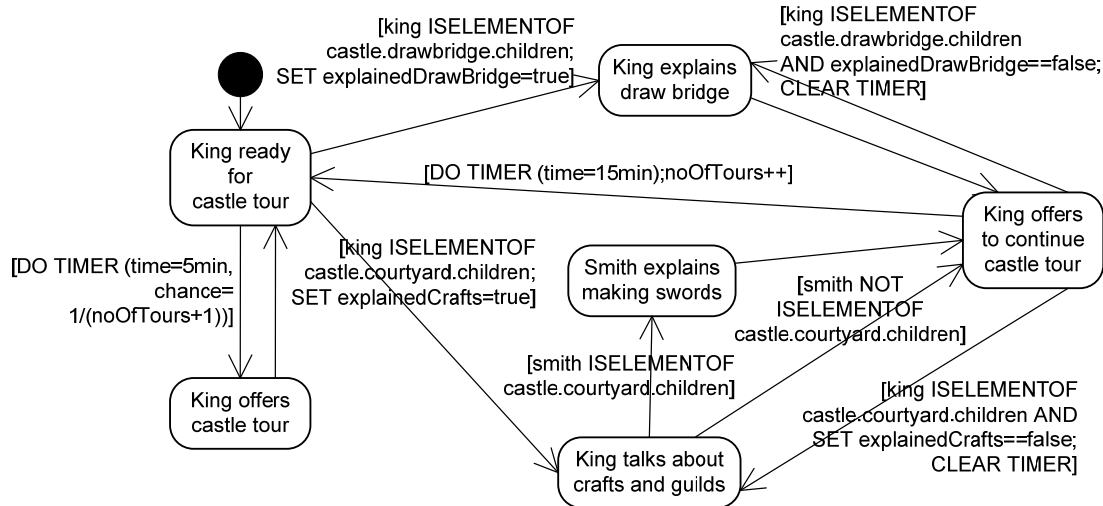 [king ISELEMENTOF
castle.drawbridge.children;
SET explainedDrawBridge=true]
[king ISELEMENTOF
castle.drawbridge.children
AND explainedDrawBridge==false;
CLEAR TIMER]
King explains
draw bridge
King ready
for
castle tour
[DO TIMER (time=15min);noOfTours++]
King offers
to continue
castle tour
[DO TIMER (time=5min,
chance=
1/(noOfTours+1))]
[king ISELEMENTOF
castle.courtyard.children;
SET explainedCrafts=true]
Smith explains
making swords
[smith NOT
ISELEMENTOF
castle.courtyard.children]
[smith ISELEMENTOF
castle.courtyard.children]
King offers
castle tour
[king ISELEMENTOF
castle.courtyard.children AND
SET explainedCrafts==false;
CLEAR TIMER]
King talks about
crafts and guilds